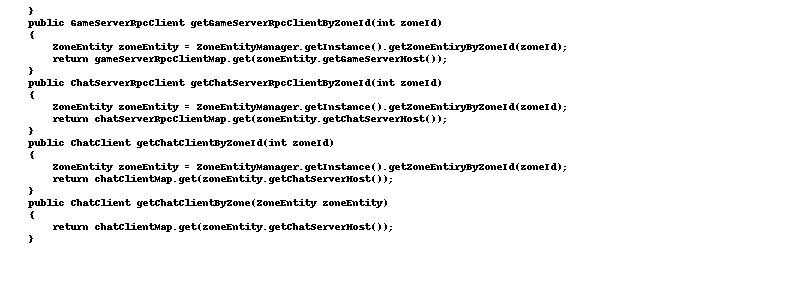 }
public GameServerRpcClient getGameServerRpcClientByZoneId(int zoneId)
{
ZoneEntity zoneEntity = ZoneEntityManager.getInstance().getZoneEntiryByZoneId(zoneId);
return gameServerRpcClientMap.get(zoneEntity.getGameServerHost());
}
public ChatServerRpcClient getChatServerRpcClientByZoneId(int zoneId)
{
ZoneEntity zoneEntity = ZoneEntityManager.getInstance().getZoneEntiryByZoneId(zoneId);
return chatServerRpcClientMap.get(zoneEntity.getChatServerHost());
}
public ChatClient getChatClientByZoneId(int zoneId)
{
ZoneEntity zoneEntity = ZoneEntityManager.getInstance().getZoneEntiryByZoneId(zoneId);
return chatClientMap.get(zoneEntity.getChatServerHost());
}
public ChatClient getChatClientByZone(ZoneEntity zoneEntity)
{
return chatClientMap.get(zoneEntity.getChatServerHost());
}